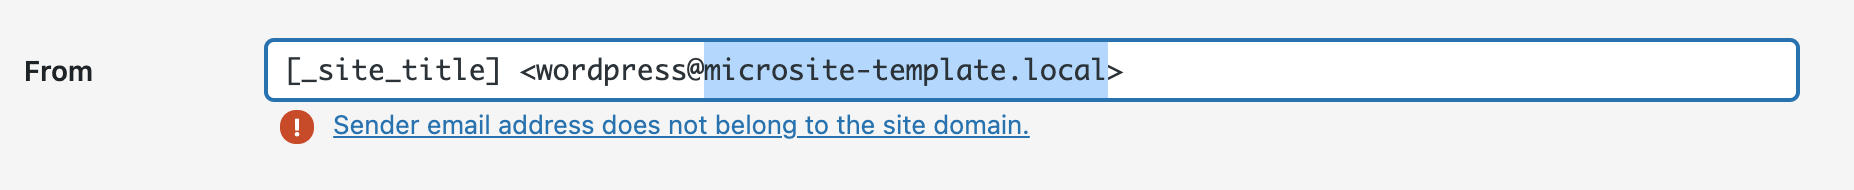 From
[_site_title] <wordpress@microsite-template.local>
Sender email address does not belong to the site domain.